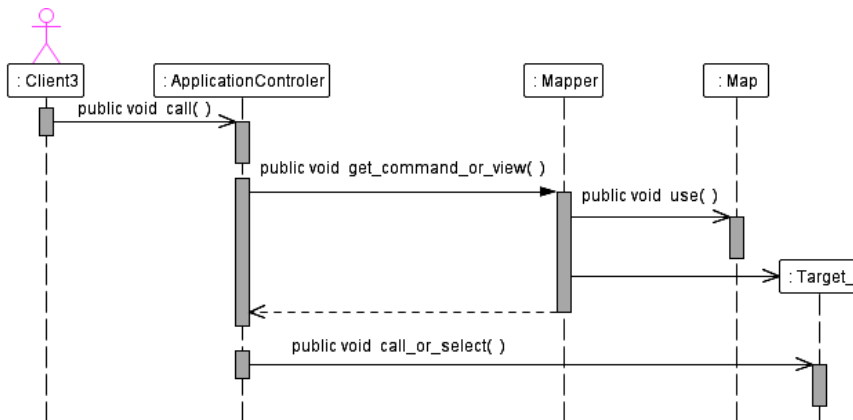 : Client3
: ApplicationControler
: Mapper
: Map
public void call( )
public void get_command_or_view( )
public void use( )
: Target_
public void call_or_select( )